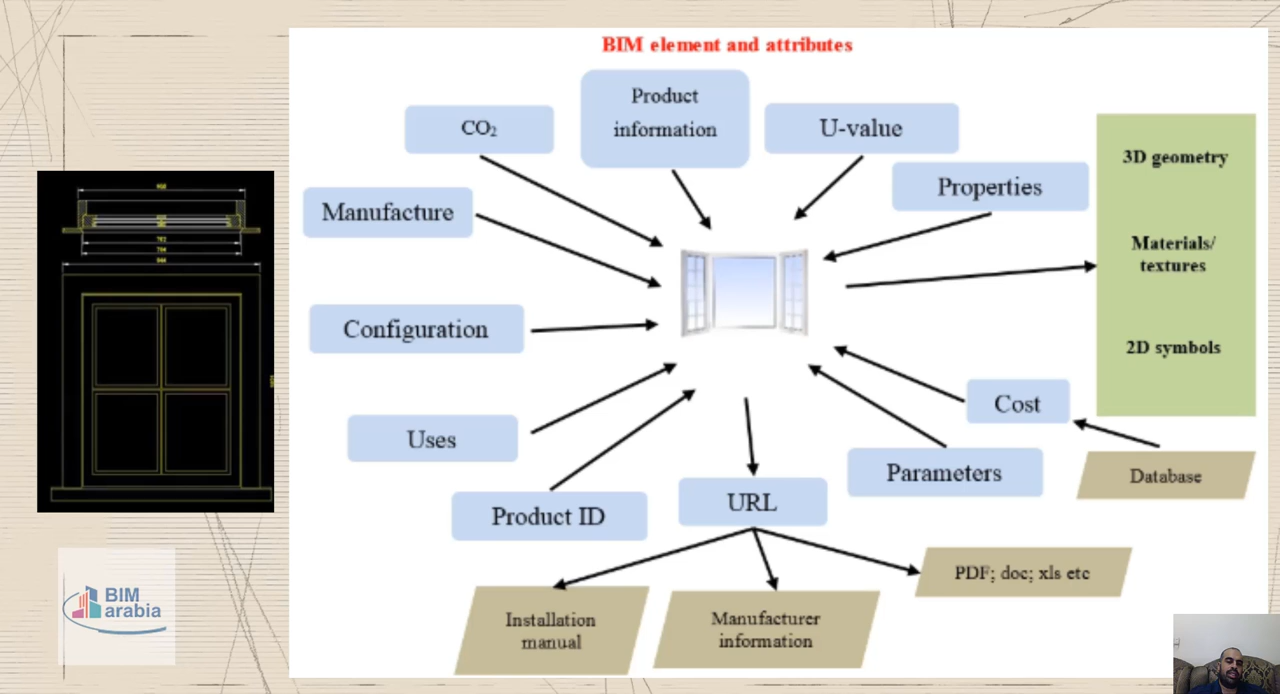 BIM element and attributes
Product
information
CO₂
U-value
3D geometry
Properties
Manufacture
Materials/
textures
Configuration
2D symbols
Cost
Uses
Parameters
Database
URL
Product ID
PDF; doc; xls etc
Installation
manual
Manufacturer
information
BIM
arabia